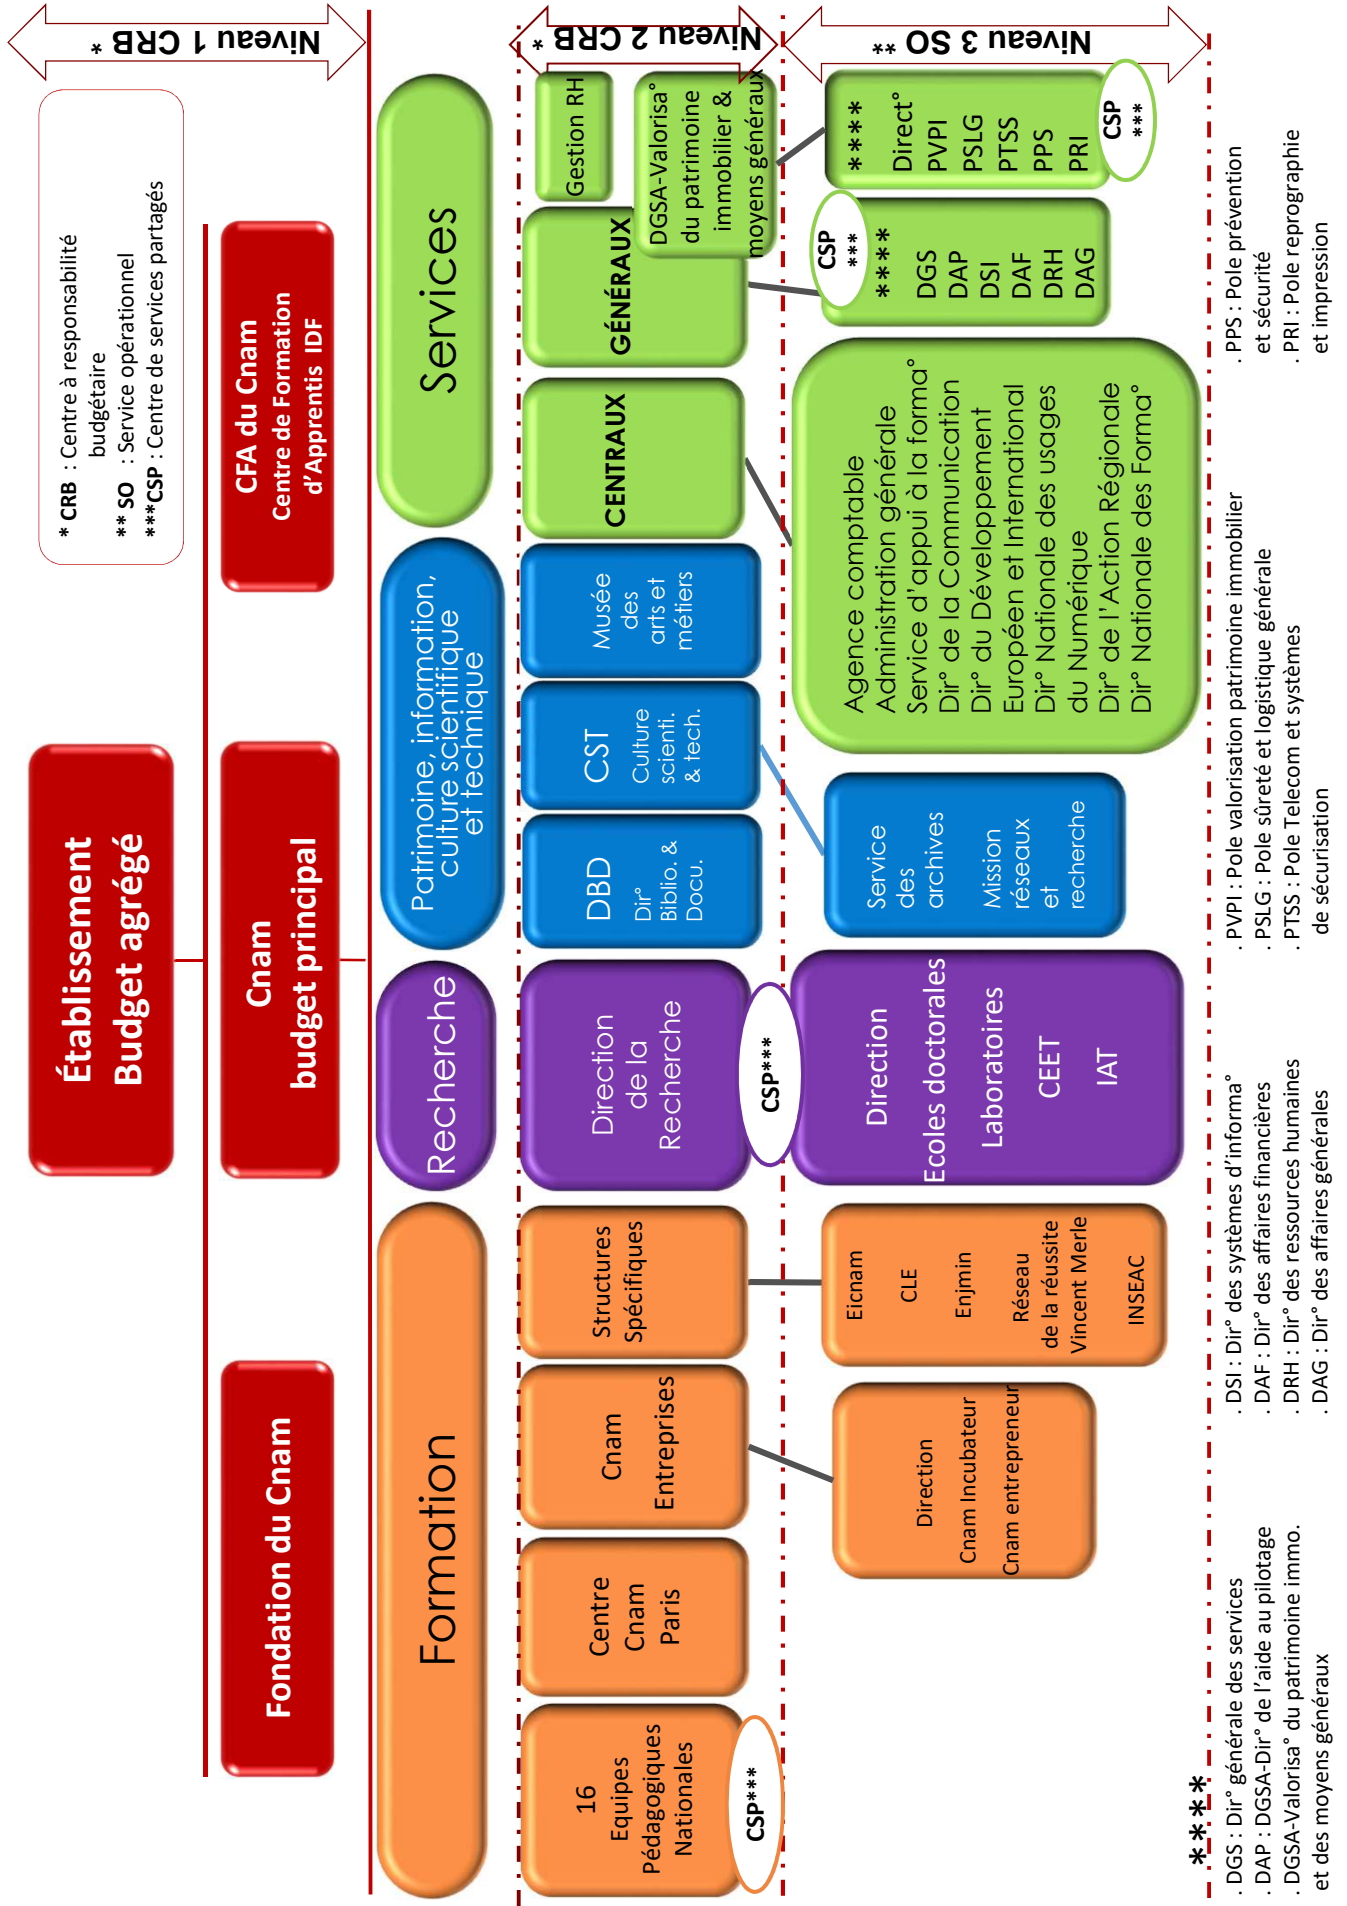 Établissement
Budget agrégé
* CRB : Centre à responsabilité
budgétaire
** SO : Service opérationnel
***CSP : Centre de services partagés
Niveau 1 CRB *
Fondation du Cnam
Cnam
budget principal
CFA du Cnam
Centre de Formation
d'Apprentis IDF
Formation
Recherche
Patrimoine, information,
culture scientifique
et technique
Services
16
Equipes
Pédagogiques
Nationales
CSP***
Centre
Cnam
Paris
Cnam
Entreprises
Structures
Spécifiques
Direction
de la
Recherche
CSP***
DBD
Dir°
Biblio. &
Docu.
CST
Culture
scienti.
& tech.
Musée
des
arts et
métiers
CENTRAUX
GÉNÉRAUX
Gestion RH
DGSA-Valorisa°
du patrimoine
immobilier &
moyens généraux
Niveau 2 CRB *
Direction
Cnam Incubateur
Cnam entrepreneur
Eicnam
CLE
Enjmin
Réseau
de la réussite
Vincent Merle
INSEAC
Direction
Ecoles doctorales
Laboratoires
CEET
IAT
Service
des
archives
Mission
réseaux
et
recherche
Agence comptable
Administration générale
Service d'appui à la forma°
Dir° de la Communication
Dir° du Développement
Européen et International
Dir° Nationale des usages
du Numérique
Dir° de l'Action Régionale
Dir° Nationale des Forma°
CSP
***
****
DGS
DAP
DSI
DAF
DRH
DAG
****
Direct°
PVPI
PSLG
PTSS
PPS
PRI
CSP
***
Niveau 3 SO **
****
. DGS : Dir° générale des services
. DAP : DGSA-Dir° de l'aide au pilotage
. DGSA-Valorisa° du patrimoine immo.
et des moyens généraux
. DSI : Dir° des systèmes d'informa°
. DAF : Dir° des affaires financières
. DRH : Dir° des ressources humaines
. DAG : Dir° des affaires générales
. PVPI : Pole valorisation patrimoine immobilier
. PSLG : Pole sûreté et logistique générale
. PTSS : Pole Telecom et systèmes
de sécurisation
. PPS : Pole prévention
et sécurité
. PRI : Pole reprographie
et impression